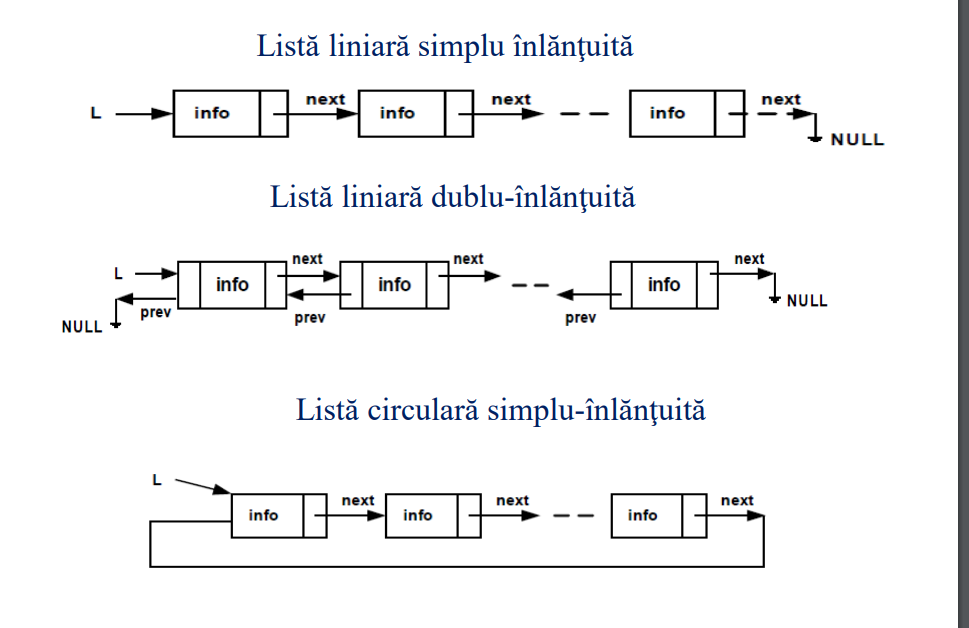 Listă liniară simplu înlănţuită
L info next info next info next
NULL
Listă liniară dublu-înlănţuită
L info next info next info next
NULL prev prev prev NULL
Listă circulară simplu-înlănţuită
L
info next info next info next